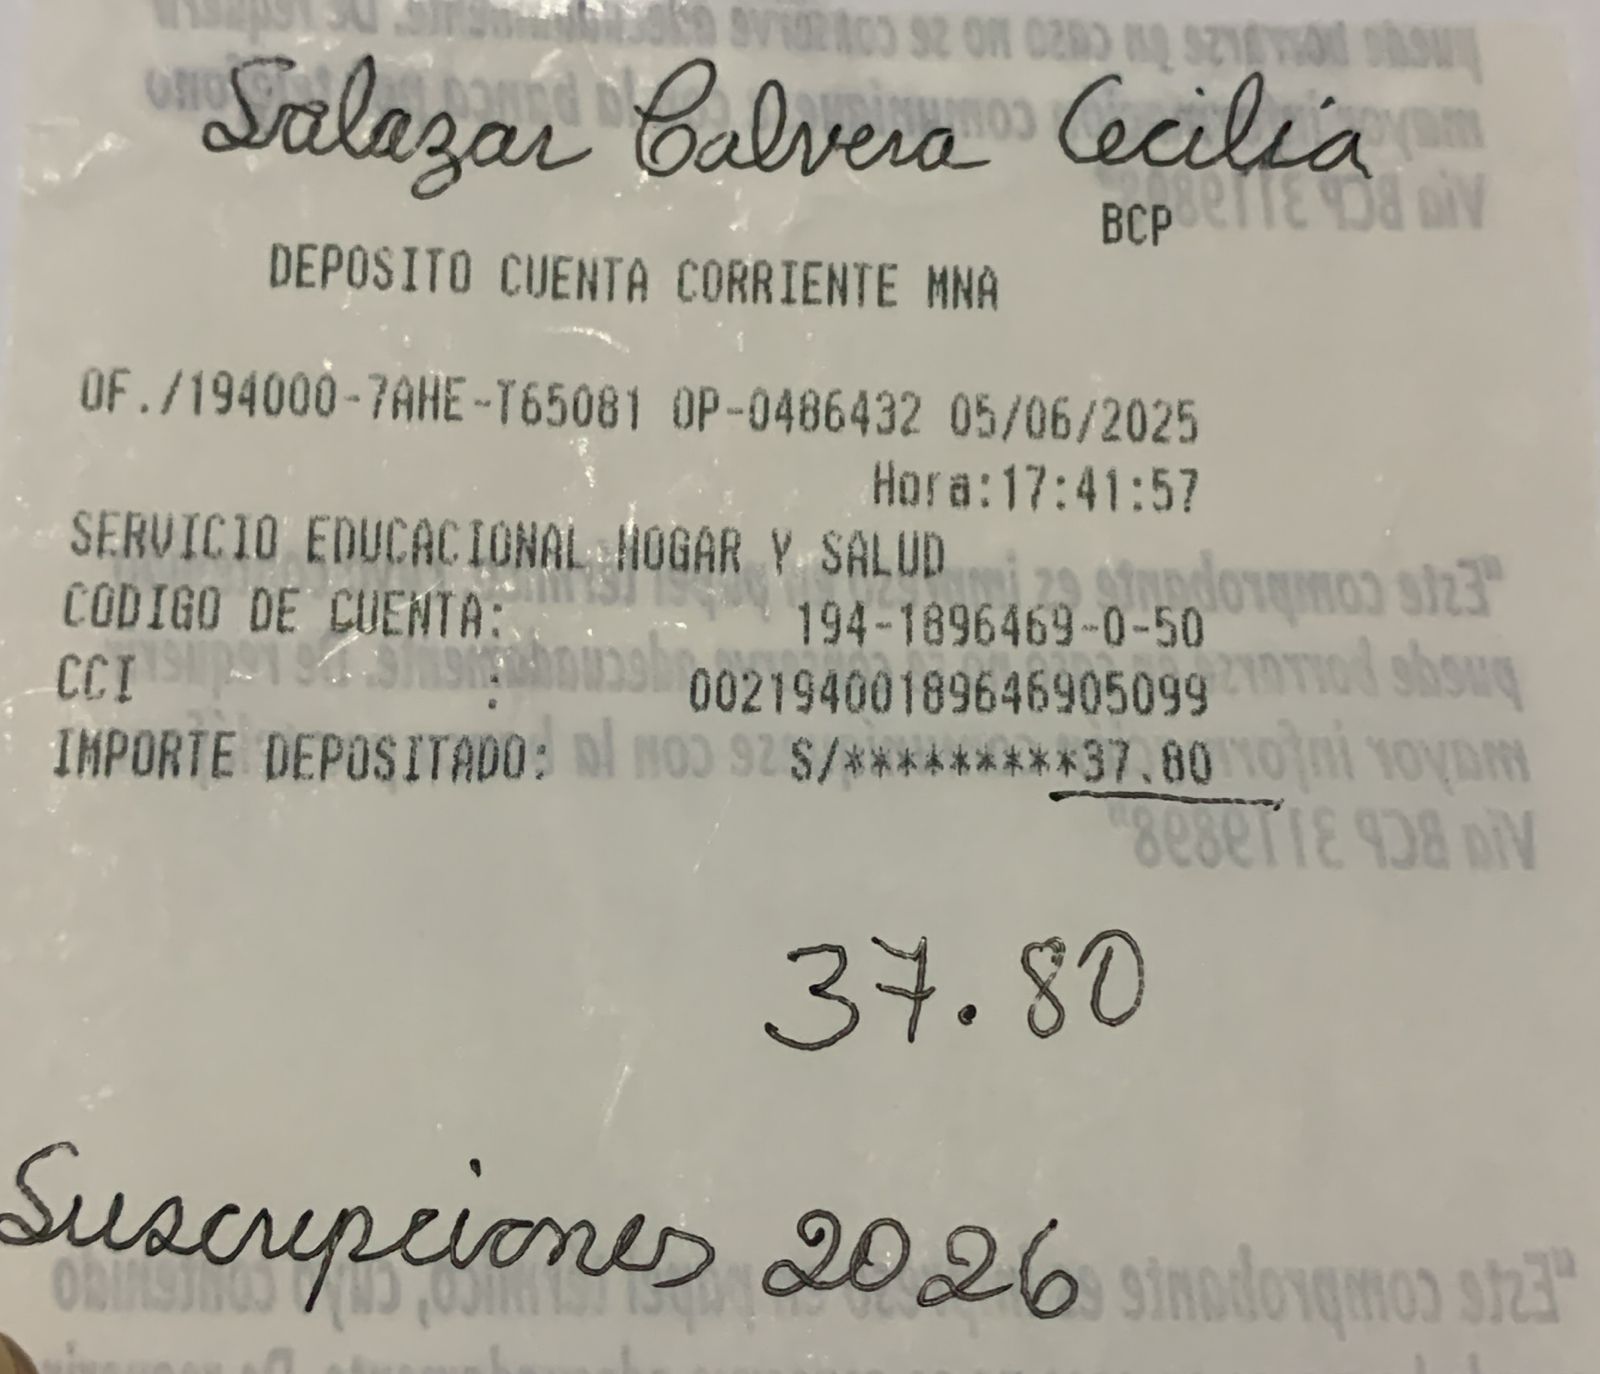 Salazar Calvera Cecilia
BCP
DEPOSITO CUENTA CORRIENTE MNA
OF./194000-7AHE-T65081 OP-0486432 05/06/2025
Hora:17:41:57
SERVICIO EDUCACIONAL HOGAR Y SALUD
CODIGO DE CUENTA: 194-1896469-0-50
CCI : 00219400189646905099
IMPORTE DEPOSITADO: S/*********37.80
37.80
Suscripciones 2026